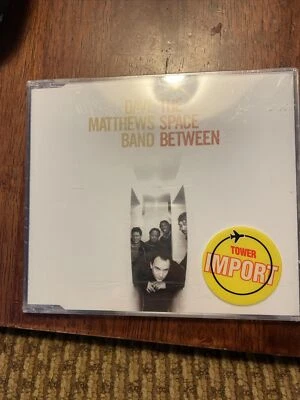 DAVE THE
MATTHEWS SPACE
BAND BETWEEN
TOWER
IMPORT